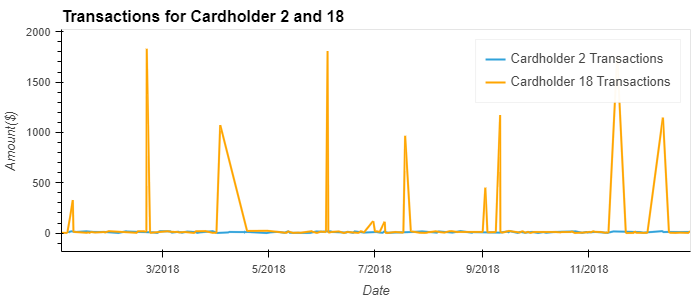 Transactions for Cardholder 2 and 18
2000
1500
1000
500
0
Amount($)
Cardholder 2 Transactions
Cardholder 18 Transactions
3/2018
5/2018
7/2018
9/2018
11/2018
Date